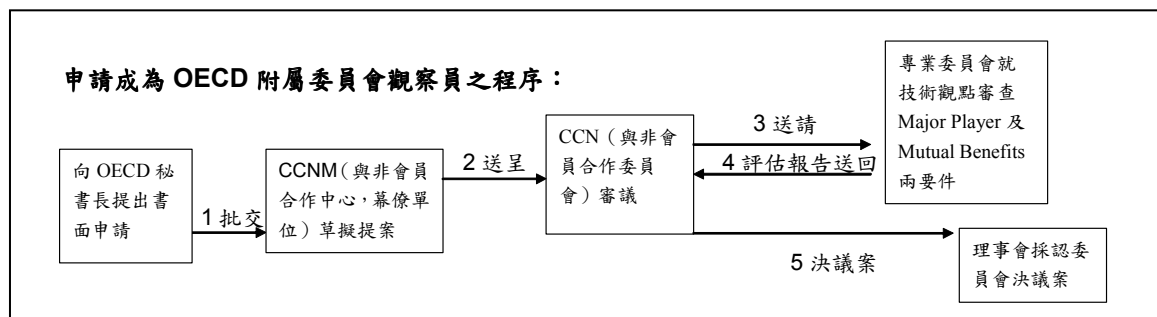 申請成為 OECD 附屬委員會觀察員之程序：
向 OECD 秘
書長提出書
面申請
1 批交
CCNM（與非會員
合作中心，幕僚單
位）草擬提案
2 送呈
CCN（與非會
員合作委員
會）審議
3 送請
4 評估報告送回
專業委員會就
技術觀點審查
Major Player 及
Mutual Benefits
兩要件
5 決議案
理事會採認委
員會決議案